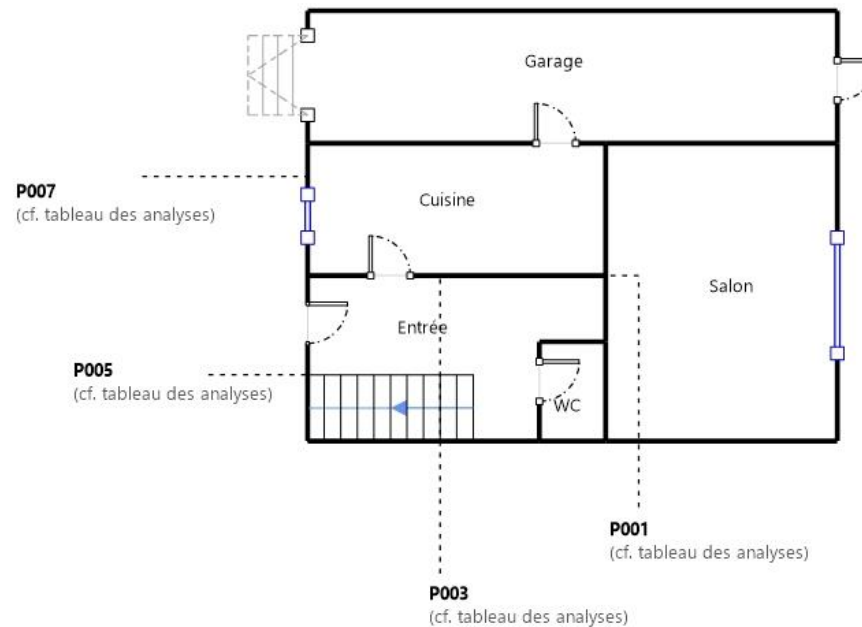 Garage
P007
(cf. tableau des analyses)
Cuisine
Salon
Entrée
P005
(cf. tableau des analyses)
WC
P001
(cf. tableau des analyses)
P003
(cf. tableau des analyses)